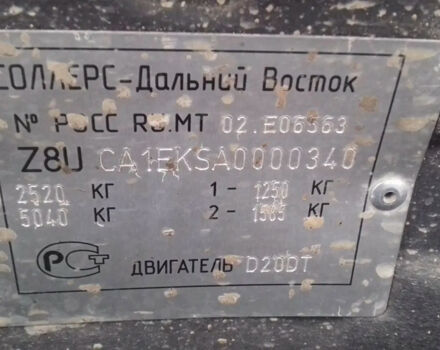 СОЛЛЕРС-Дальний Восток
№ РОСС RU.МТ 02.E06563
Z8U CA1EKSA0000340
2520 КГ 1 - 1250 КГ
5040 КГ 2 - 1585 КГ
РСТ ДВИГАТЕЛЬ D20DT